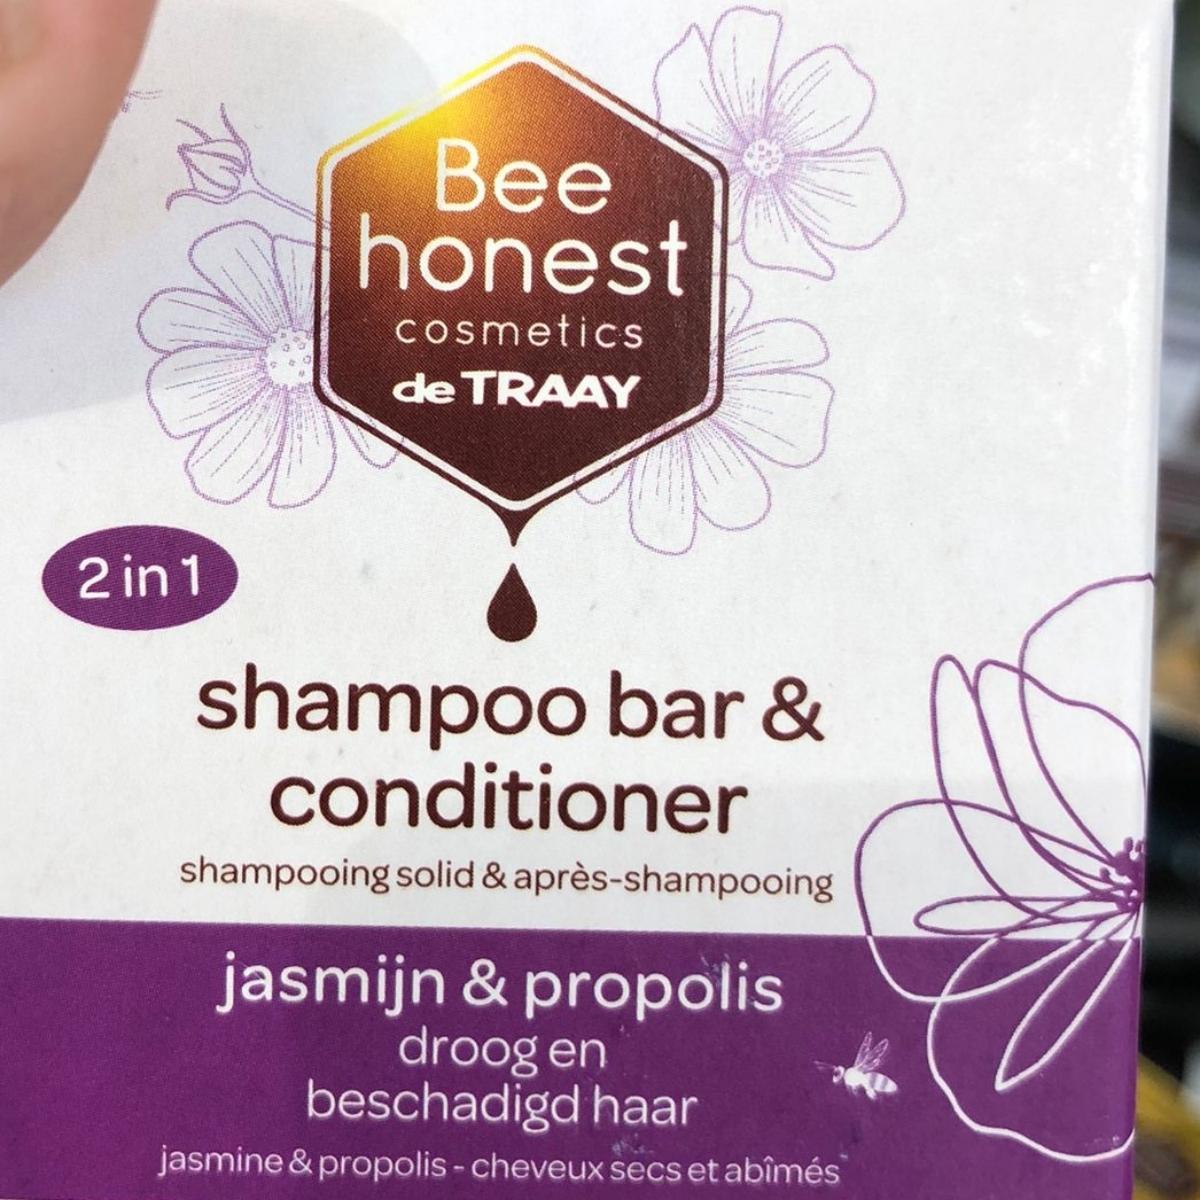 Bee
honest
cosmetics
de TRAAY
2 in 1
shampoo bar &
conditioner
shampooing solid & après-shampooing
jasmijn & propolis
droog en
beschadigd haar
jasmine & propolis - cheveux secs et abîmés